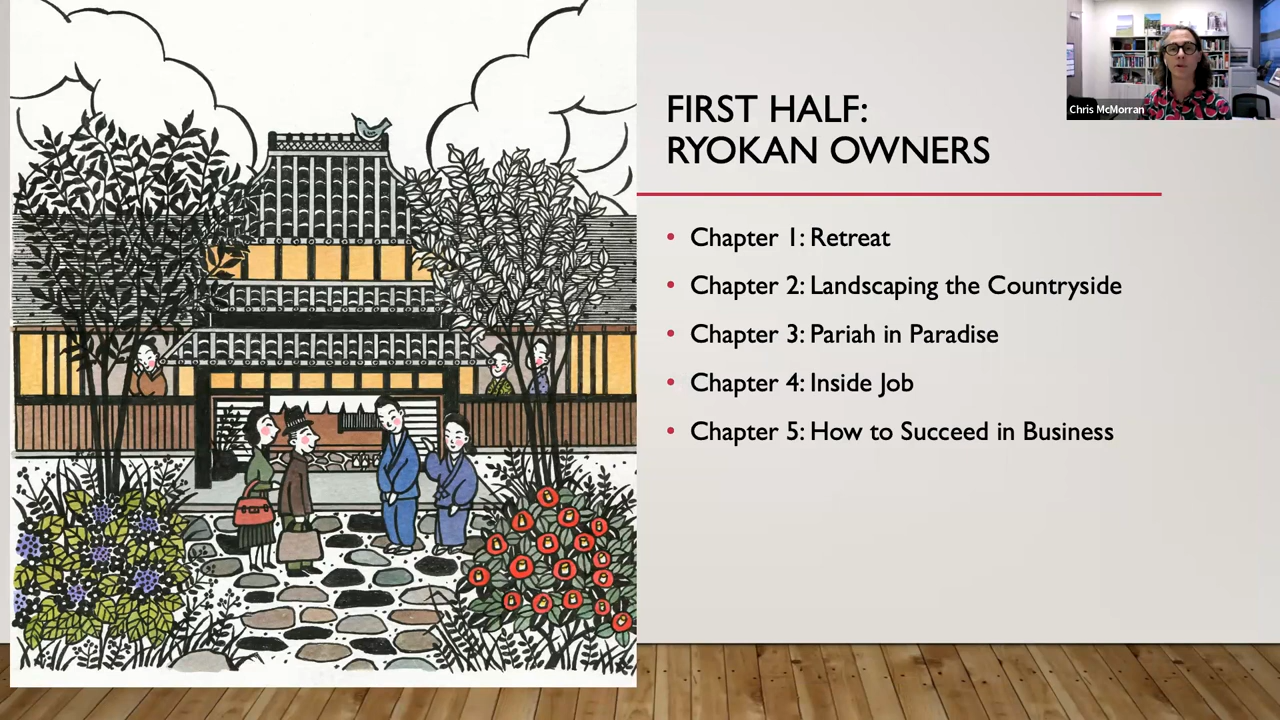 FIRST HALF:
RYOKAN OWNERS
• Chapter 1: Retreat
• Chapter 2: Landscaping the Countryside
• Chapter 3: Pariah in Paradise
• Chapter 4: Inside Job
• Chapter 5: How to Succeed in Business
Chris McMorran